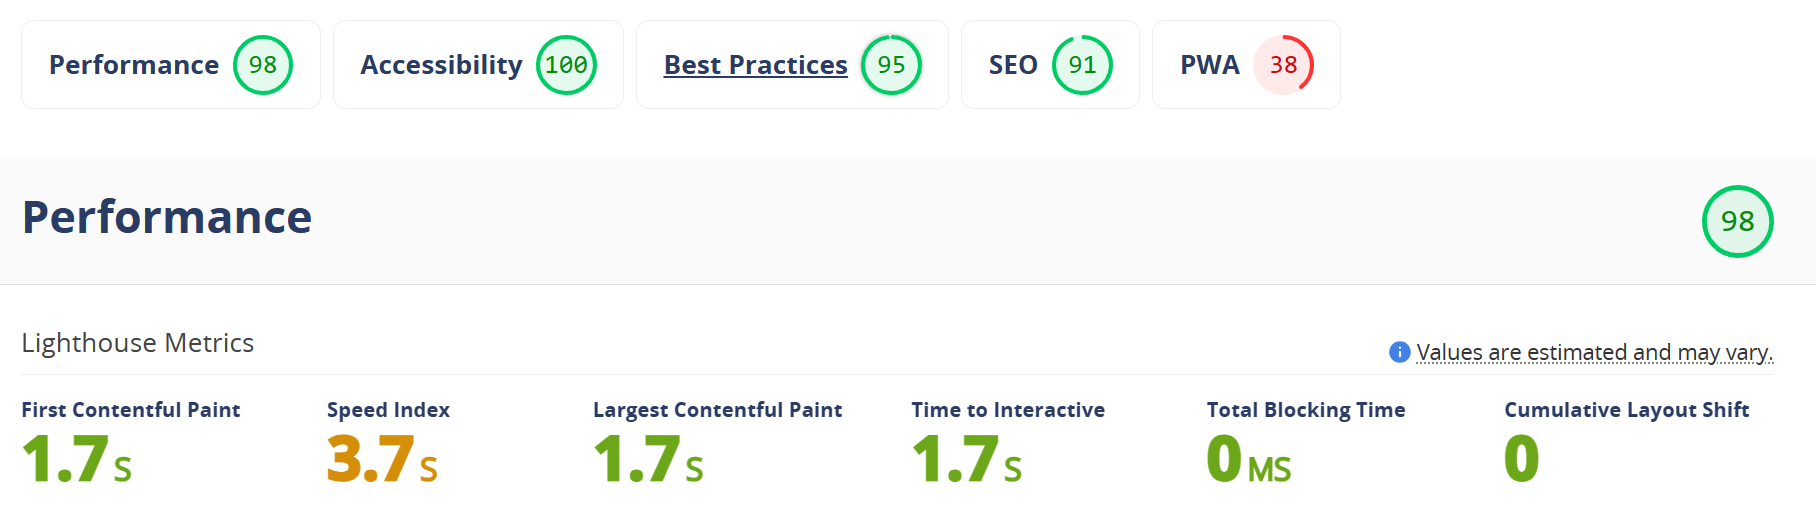 Performance 98 Accessibility 100 Best Practices 95 SEO 91 PWA 38
Performance 98
Lighthouse Metrics
Values are estimated and may vary.
First Contentful Paint Speed Index Largest Contentful Paint Time to Interactive Total Blocking Time Cumulative Layout Shift
1.7 S 3.7 S 1.7 S 1.7 S 0 MS 0